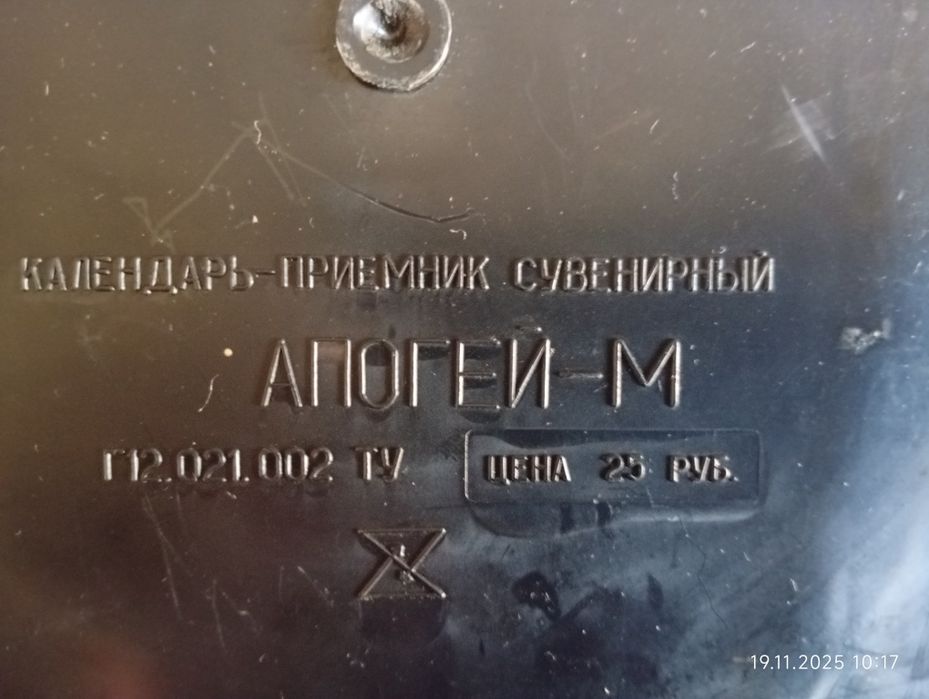 КАЛЕНДАРЬ-ПРИЕМНИК СУВЕНИРНЫЙ
АПОГЕЙ-М
Г12.021.002 ТУ ЦЕНА 25 РУБ.
19.11.2025 10:17